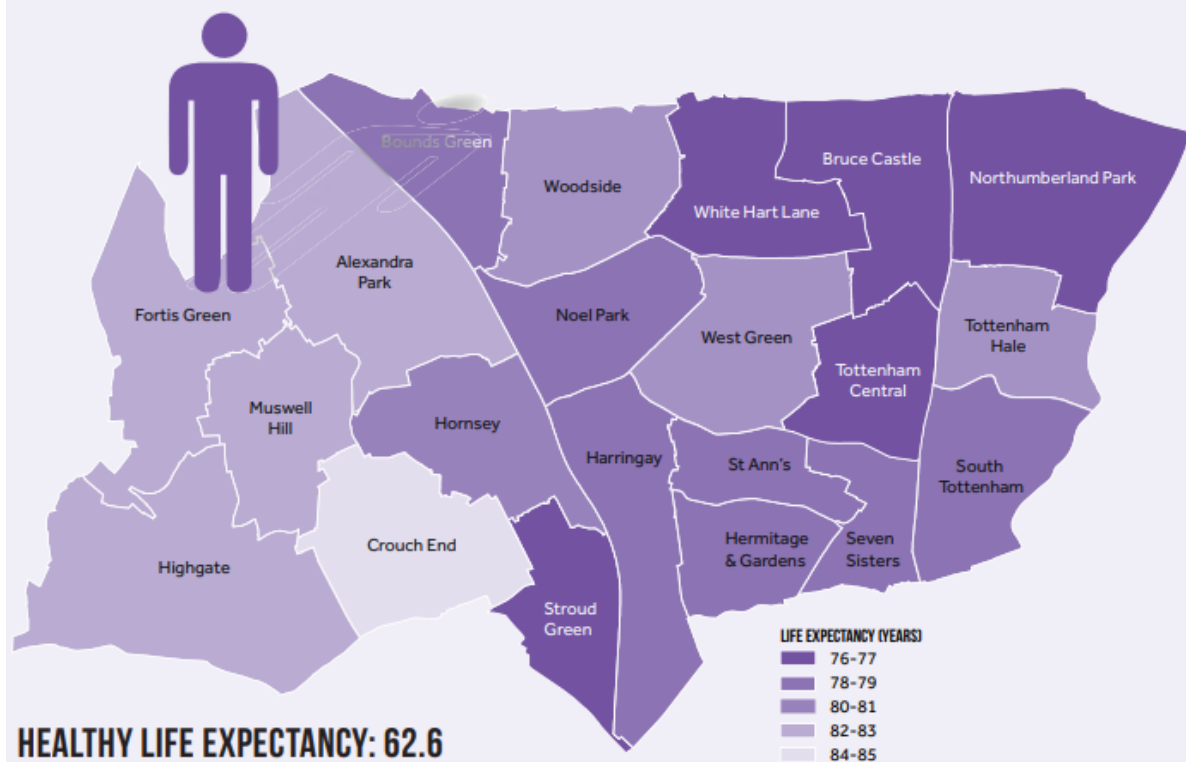 Bounds Green
Woodside
Bruce Castle
Northumberland Park
White Hart Lane
Alexandra
Park
Fortis Green
Noel Park
West Green
Tottenham
Hale
Tottenham
Central
Muswell
Hill
Hornsey
Harringay
St Ann's
South
Tottenham
Crouch End
Hermitage
& Gardens
Seven
Sisters
Highgate
Stroud
Green
LIFE EXPECTANCY (YEARS)
76-77
78-79
80-81
82-83
84-85
HEALTHY LIFE EXPECTANCY: 62.6